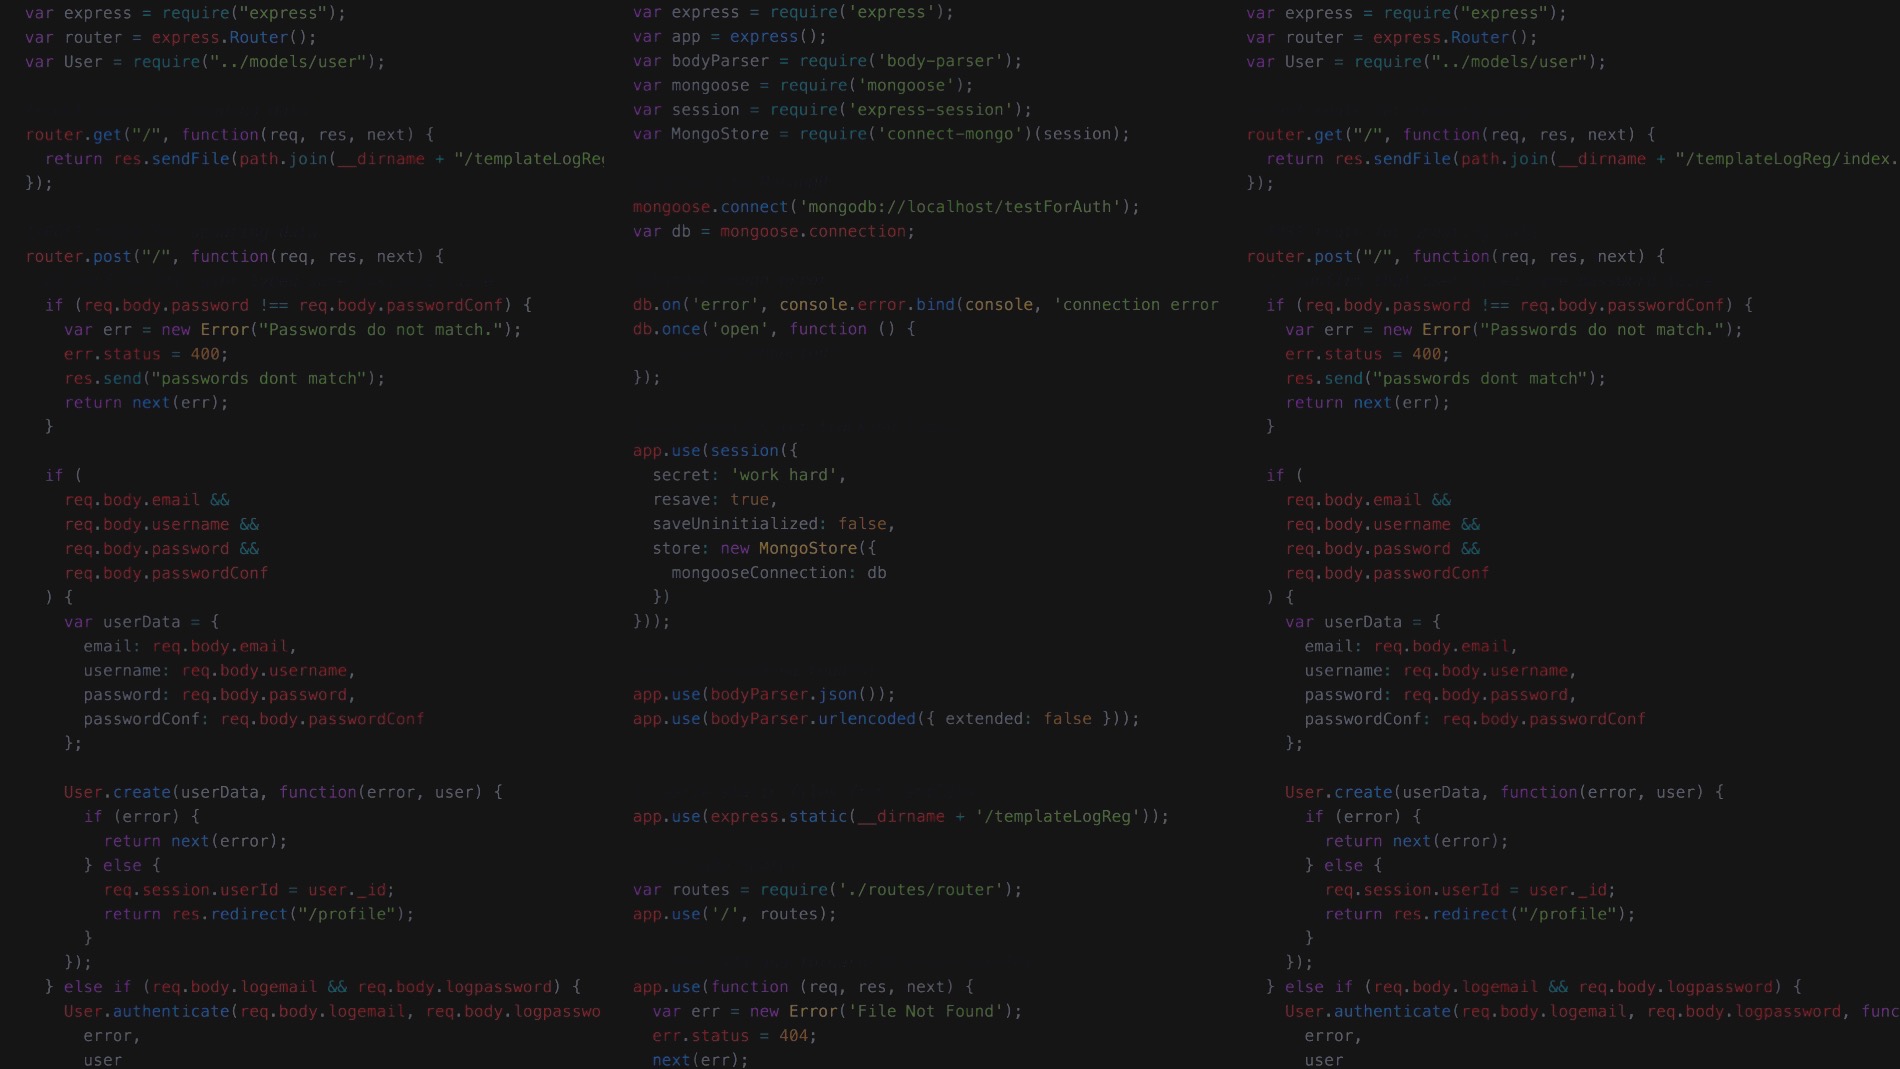 var express = require("express");
var router = express.Router();
var User = require("../models/user");
router.get("/", function(req, res, next) {
  return res.sendFile(path.join(__dirname + "/templateLogReg
});
router.post("/", function(req, res, next) {
  if (req.body.password !== req.body.passwordConf) {
    var err = new Error("Passwords do not match.");
    err.status = 400;
    res.send("passwords dont match");
    return next(err);
  }
  if (
    req.body.email &&
    req.body.username &&
    req.body.password &&
    req.body.passwordConf
  ) {
    var userData = {
      email: req.body.email,
      username: req.body.username,
      password: req.body.password,
      passwordConf: req.body.passwordConf
    };
    User.create(userData, function(error, user) {
      if (error) {
        return next(error);
      } else {
        req.session.userId = user._id;
        return res.redirect("/profile");
      }
    });
  } else if (req.body.logemail && req.body.logpassword) {
    User.authenticate(req.body.logemail, req.body.logpasswo
      error,
      user
var express = require('express');
var app = express();
var bodyParser = require('body-parser');
var mongoose = require('mongoose');
var session = require('express-session');
var MongoStore = require('connect-mongo')(session);
mongoose.connect('mongodb://localhost/testForAuth');
var db = mongoose.connection;
db.on('error', console.error.bind(console, 'connection error
db.once('open', function () {
});
app.use(session({
  secret: 'work hard',
  resave: true,
  saveUninitialized: false,
  store: new MongoStore({
    mongooseConnection: db
  })
}));
app.use(bodyParser.json());
app.use(bodyParser.urlencoded({ extended: false }));
app.use(express.static(__dirname + '/templateLogReg'));
var routes = require('./routes/router');
app.use('/', routes);
app.use(function (req, res, next) {
  var err = new Error('File Not Found');
  err.status = 404;
  next(err);
var express = require("express");
var router = express.Router();
var User = require("../models/user");
router.get("/", function(req, res, next) {
  return res.sendFile(path.join(__dirname + "/templateLogReg/index.
});
router.post("/", function(req, res, next) {
  if (req.body.password !== req.body.passwordConf) {
    var err = new Error("Passwords do not match.");
    err.status = 400;
    res.send("passwords dont match");
    return next(err);
  }
  if (
    req.body.email &&
    req.body.username &&
    req.body.password &&
    req.body.passwordConf
  ) {
    var userData = {
      email: req.body.email,
      username: req.body.username,
      password: req.body.password,
      passwordConf: req.body.passwordConf
    };
    User.create(userData, function(error, user) {
      if (error) {
        return next(error);
      } else {
        req.session.userId = user._id;
        return res.redirect("/profile");
      }
    });
  } else if (req.body.logemail && req.body.logpassword) {
    User.authenticate(req.body.logemail, req.body.logpassword, func
      error,
      user